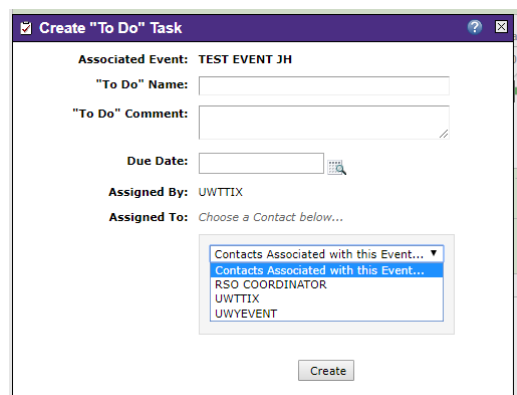 Create "To Do" Task
Associated Event: TEST EVENT JH
"To Do" Name:
"To Do" Comment:
Due Date:
Assigned By: UWTTIX
Assigned To: Choose a Contact below...
Contacts Associated with this Event...
Contacts Associated with this Event...
RSO COORDINATOR
UWTTIX
UWYEVENT
Create